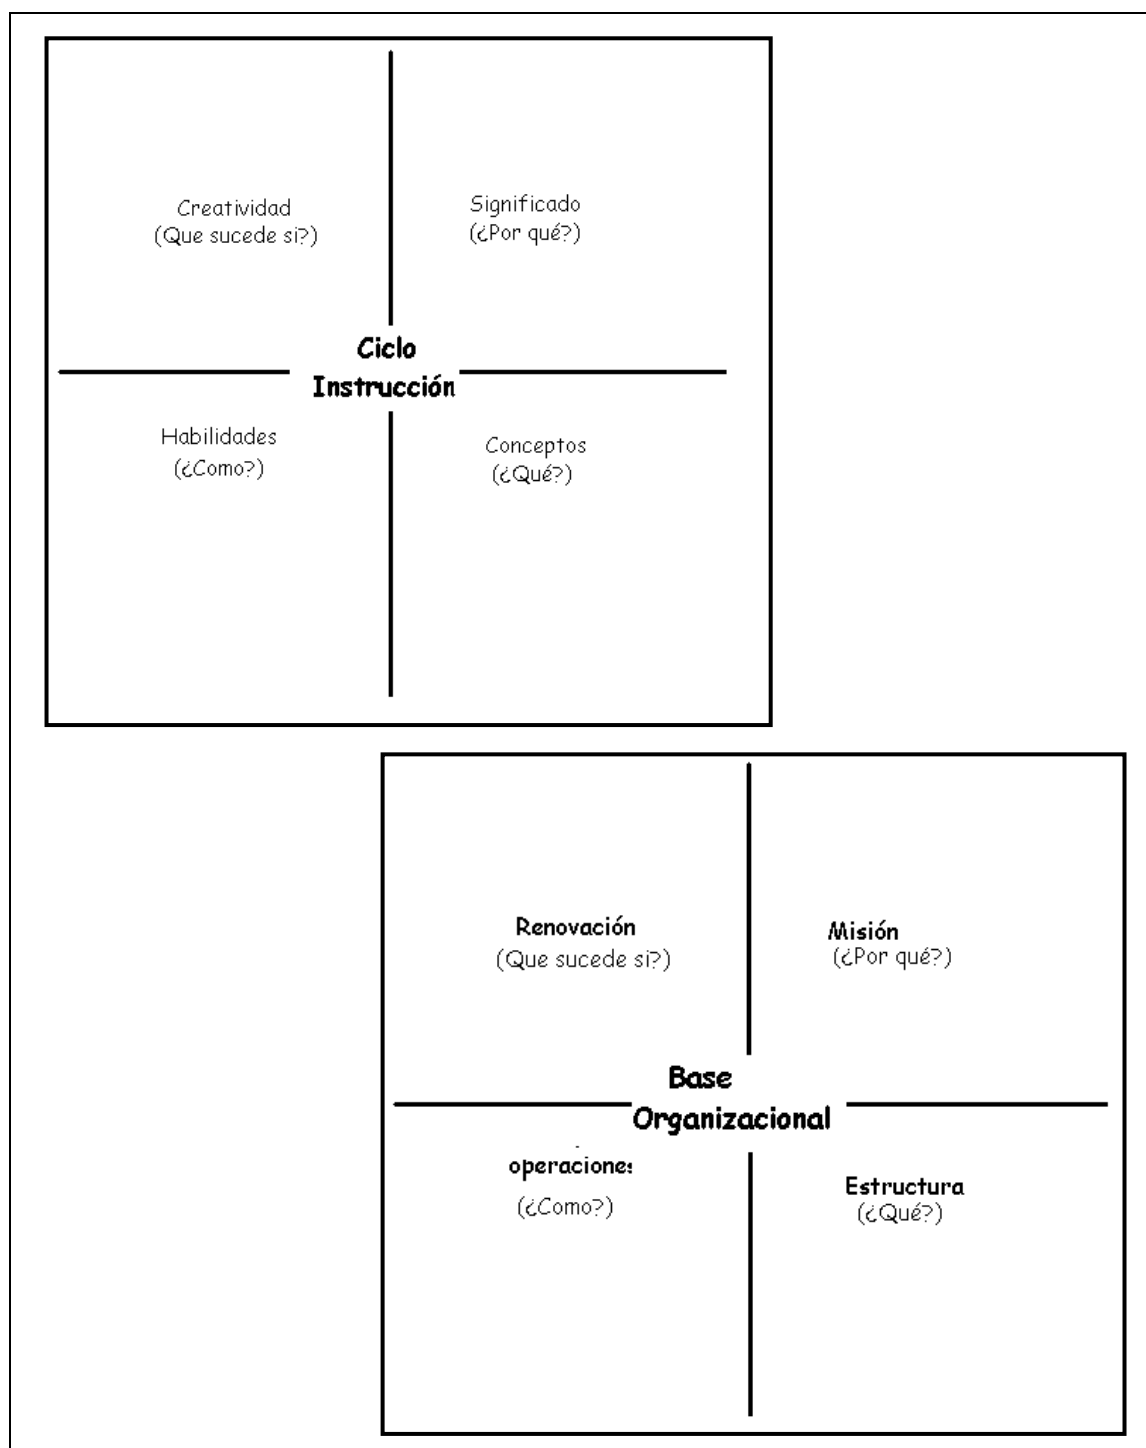 Creatividad
(Que sucede si?)
Significado
(¿Por qué?)
Ciclo
Instrucción
Habilidades
(¿Como?)
Conceptos
(¿Qué?)
Renovación
(Que sucede si?)
Misión
(¿Por qué?)
Base
Organizacional
operaciones
(¿Como?)
Estructura
(¿Qué?)